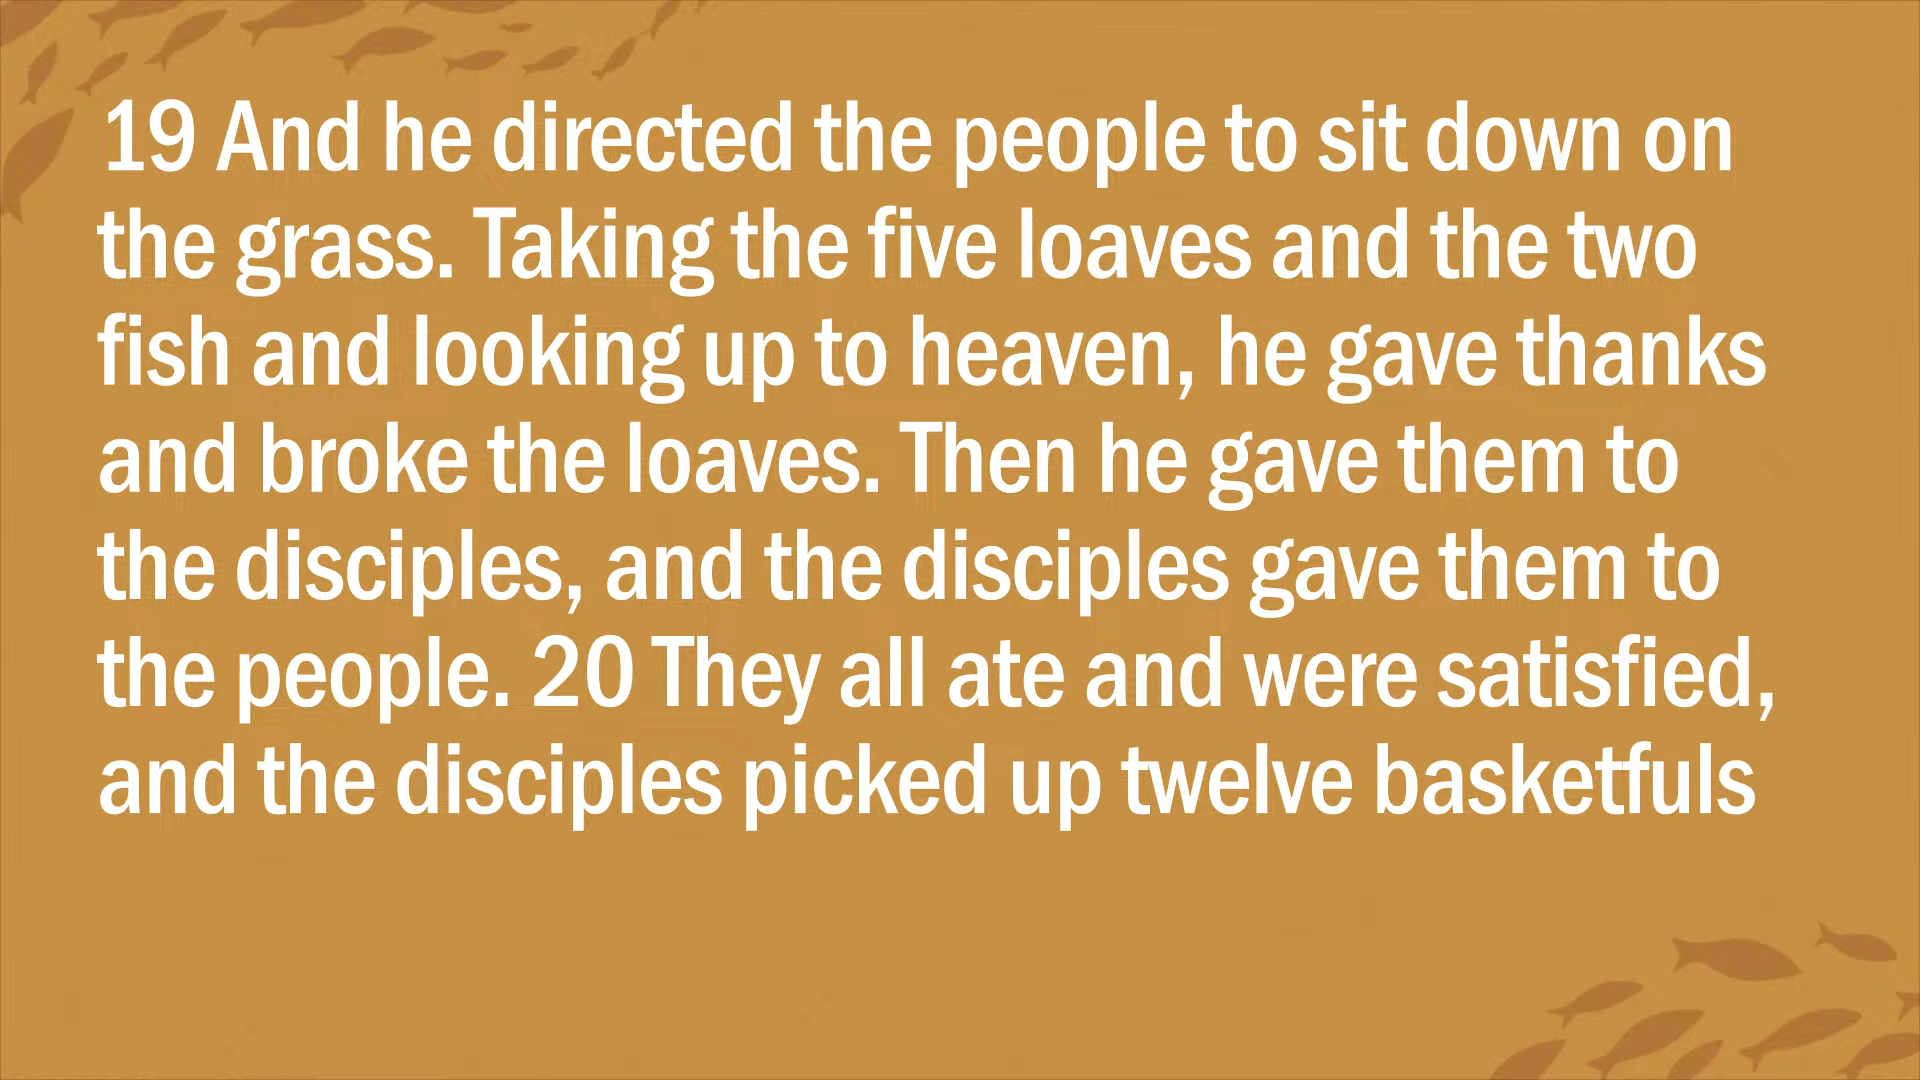 19 And he directed the people to sit down on
the grass. Taking the five loaves and the two
fish and looking up to heaven, he gave thanks
and broke the loaves. Then he gave them to
the disciples, and the disciples gave them to
the people. 20 They all ate and were satisfied,
and the disciples picked up twelve basketfuls